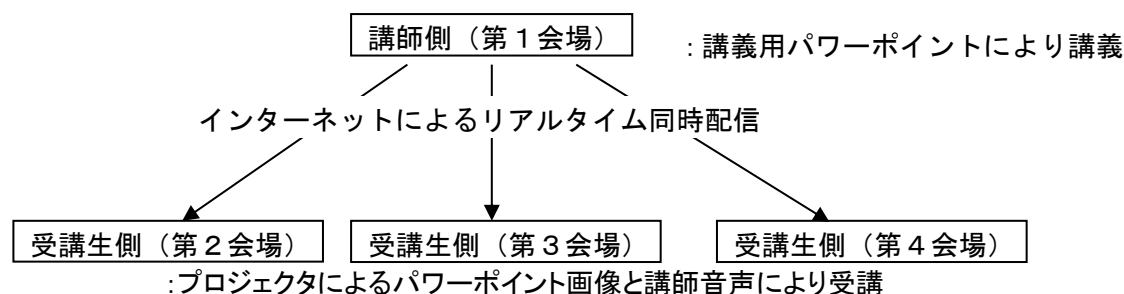 講師側（第１会場）
：講義用パワーポイントにより講義
インターネットによるリアルタイム同時配信
受講生側（第２会場）
受講生側（第３会場）
受講生側（第４会場）
：プロジェクタによるパワーポイント画像と講師音声により受講